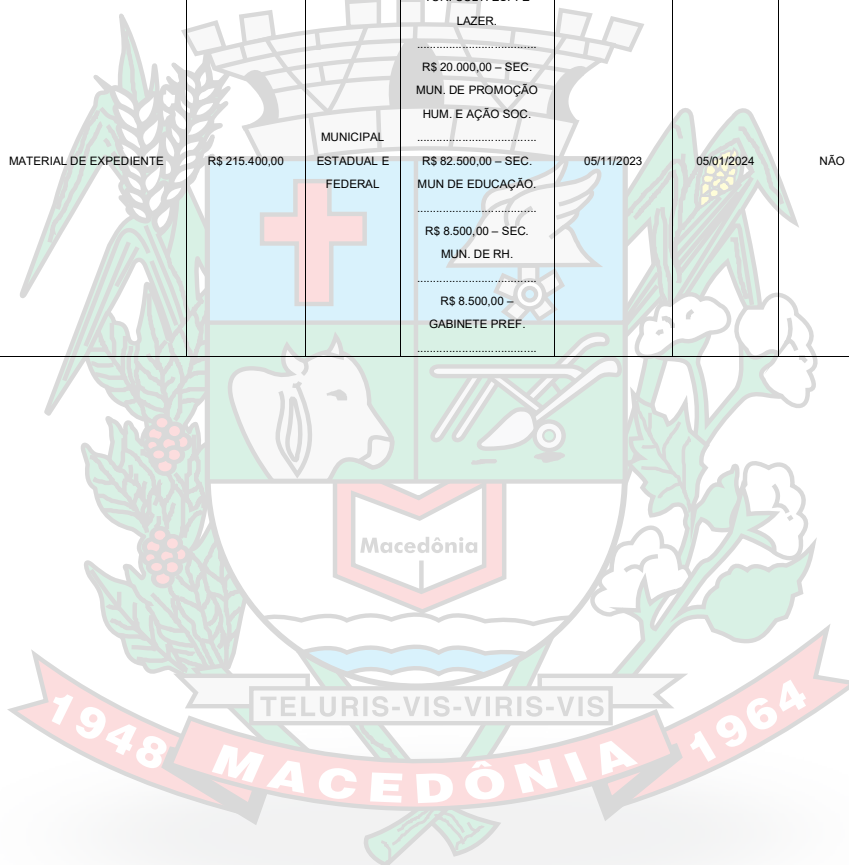 LAZER.
....................................
R$ 20.000,00 – SEC.
MUN. DE PROMOÇÃO
HUM. E AÇÃO SOC.
....................................
MATERIAL DE EXPEDIENTE
R$ 215.400,00
MUNICIPAL
ESTADUAL E
FEDERAL
R$ 82.500,00 – SEC.
MUN DE EDUCAÇÃO.
....................................
R$ 8.500,00 – SEC.
MUN. DE RH.
....................................
R$ 8.500,00 –
GABINETE PREF.
....................................
05/11/2023
05/01/2024
NÃO
Macedônia
TELURIS-VIS-VIRIS-VIS
1948 MACEDÔNIA 1964